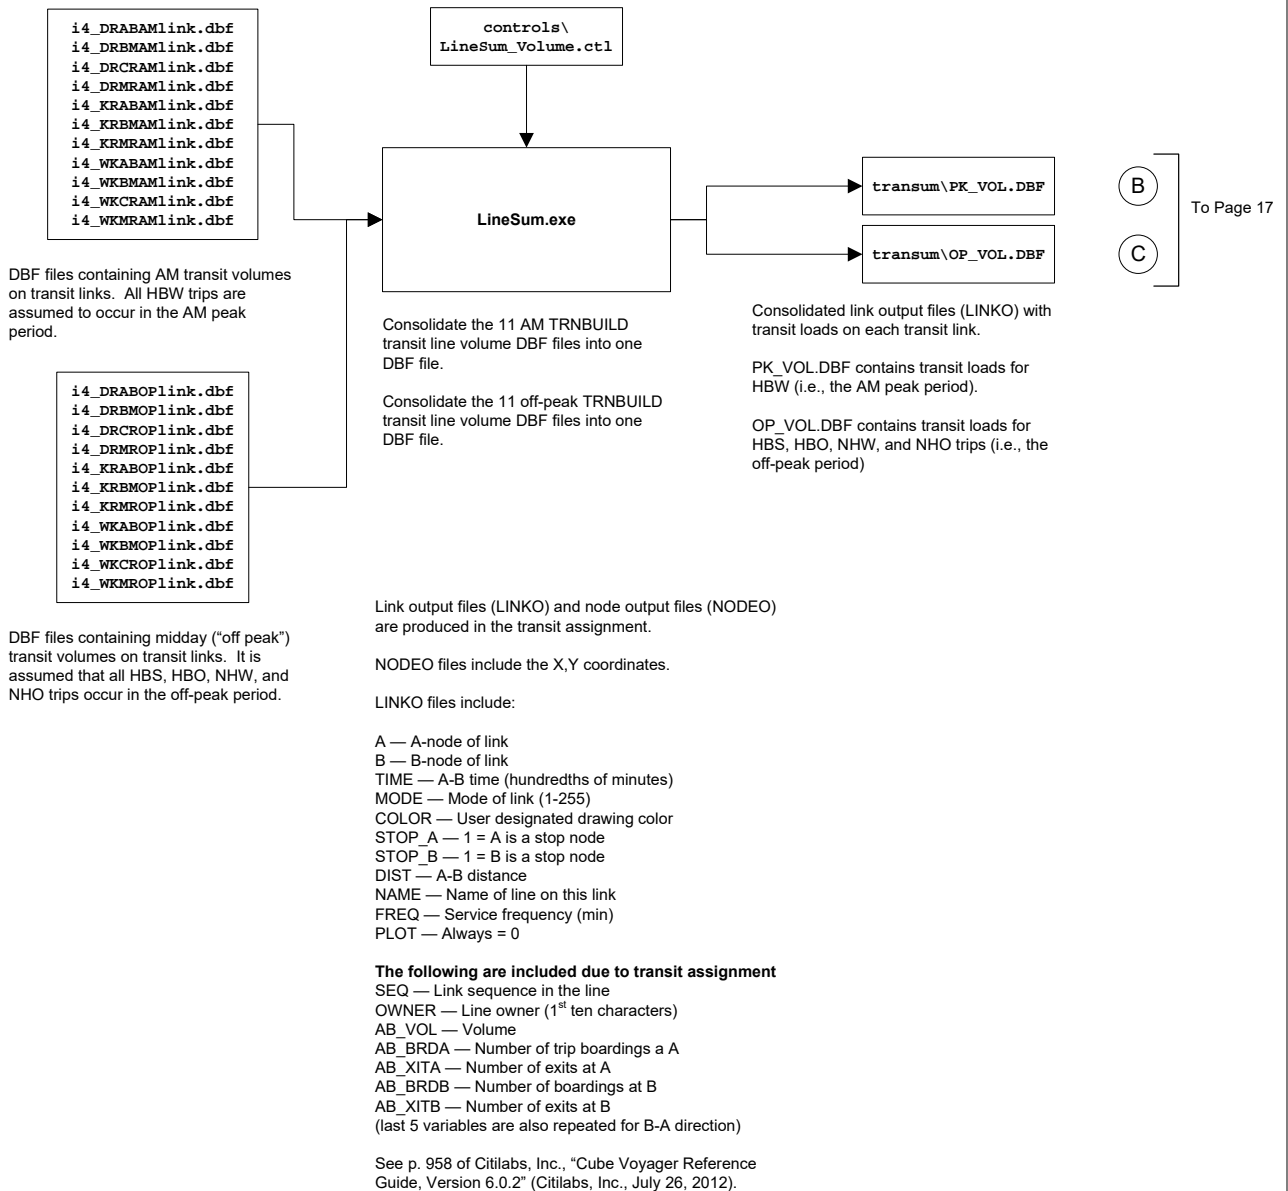 i4_DRABAMlink.dbf
i4_DRBMAMlink.dbf
i4_DRCRAMlink.dbf
i4_DRMRAMlink.dbf
i4_KRABAMlink.dbf
i4_KRBMAMlink.dbf
i4_KRMRAMlink.dbf
i4_WKABAMlink.dbf
i4_WKBMAMlink.dbf
i4_WKCRAMlink.dbf
i4_WKMRAMlink.dbf
DBF files containing AM transit volumes
on transit links.  All HBW trips are
assumed to occur in the AM peak
period.
i4_DRABOPlink.dbf
i4_DRBMOPlink.dbf
i4_DRCROPlink.dbf
i4_DRMROPlink.dbf
i4_KRABOPlink.dbf
i4_KRBMOPlink.dbf
i4_KRMROPlink.dbf
i4_WKABOPlink.dbf
i4_WKBMOPlink.dbf
i4_WKCROPlink.dbf
i4_WKMROPlink.dbf
DBF files containing midday (“off peak”)
transit volumes on transit links.  It is
assumed that all HBS, HBO, NHW, and
NHO trips occur in the off-peak period.
controls\
LineSum_Volume.ctl
LineSum.exe
Consolidate the 11 AM TRNBUILD
transit line volume DBF files into one
DBF file.
Consolidate the 11 off-peak TRNBUILD
transit line volume DBF files into one
DBF file.
transum\PK_VOL.DBF
transum\OP_VOL.DBF
B
C
To Page 17
Consolidated link output files (LINKO) with
transit loads on each transit link.
PK_VOL.DBF contains transit loads for
HBW (i.e., the AM peak period).
OP_VOL.DBF contains transit loads for
HBS, HBO, NHW, and NHO trips (i.e., the
off-peak period)
Link output files (LINKO) and node output files (NODEO)
are produced in the transit assignment.
NODEO files include the X,Y coordinates.
LINKO files include:
A — A-node of link
B — B-node of link
TIME — A-B time (hundredths of minutes)
MODE — Mode of link (1-255)
COLOR — User designated drawing color
STOP_A — 1 = A is a stop node
STOP_B — 1 = B is a stop node
DIST — A-B distance
NAME — Name of line on this link
FREQ — Service frequency (min)
PLOT — Always = 0
The following are included due to transit assignment
SEQ — Link sequence in the line
OWNER — Line owner (1st ten characters)
AB_VOL — Volume
AB_BRDA — Number of trip boardings a A
AB_XITA — Number of exits at A
AB_BRDB — Number of boardings at B
AB_XITB — Number of exits at B
(last 5 variables are also repeated for B-A direction)
See p. 958 of Citilabs, Inc., “Cube Voyager Reference
Guide, Version 6.0.2” (Citilabs, Inc., July 26, 2012).